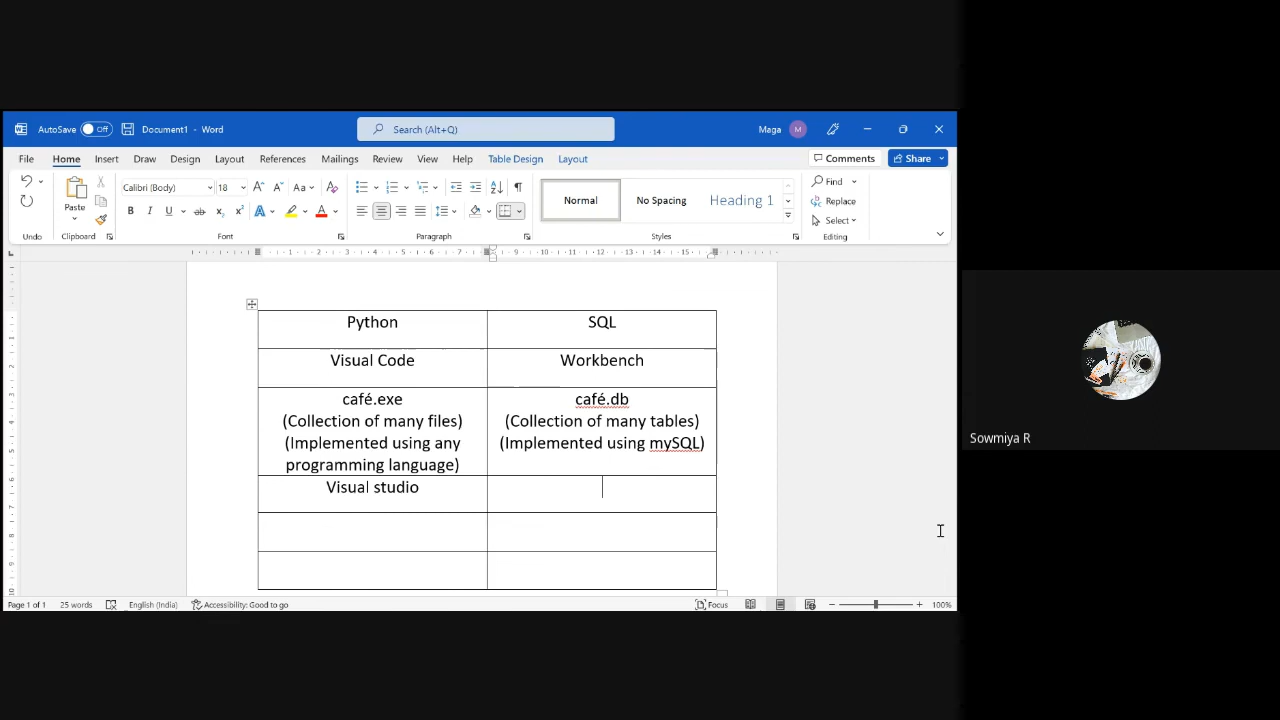 AutoSave Off Document1 - Word Search (Alt+Q) Maga M
File Home Insert Draw Design Layout References Mailings Review View Help Table Design Layout Comments Share
Paste Calibri (Body) 18 Aa Normal No Spacing Heading 1 Find
Replace
Select
Undo Clipboard Font Paragraph Styles Editing
Python SQL
Visual Code Workbench
café.exe café.db
(Collection of many files) (Collection of many tables)
(Implemented using any (Implemented using mySQL)
programming language)
Visual studio
Sowmiya R
Page 1 of 1 25 words English (India) Accessibility: Good to go Focus 100%